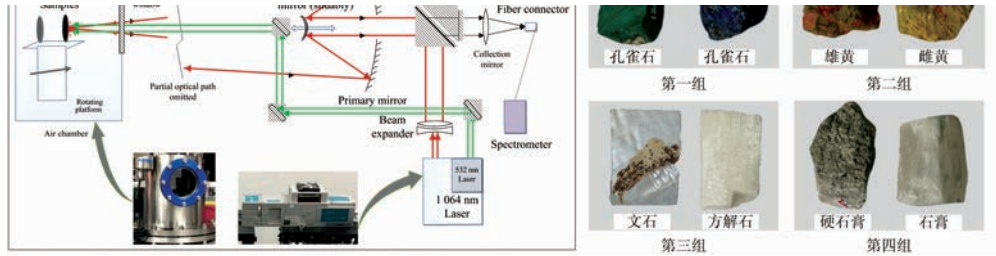 Samples
mirror (sudably)
Fiber connector
Collection
mirror
Partial optical path
omitted
Rotating
platform
Air chamber
Primary mirror
Beam
expander
Spectrometer
532 nm
Laser
1 064 nm
Laser
孔雀石
孔雀石
雄黄
雌黄
第一组
第二组
文石
方解石
硬石膏
石膏
第三组
第四组